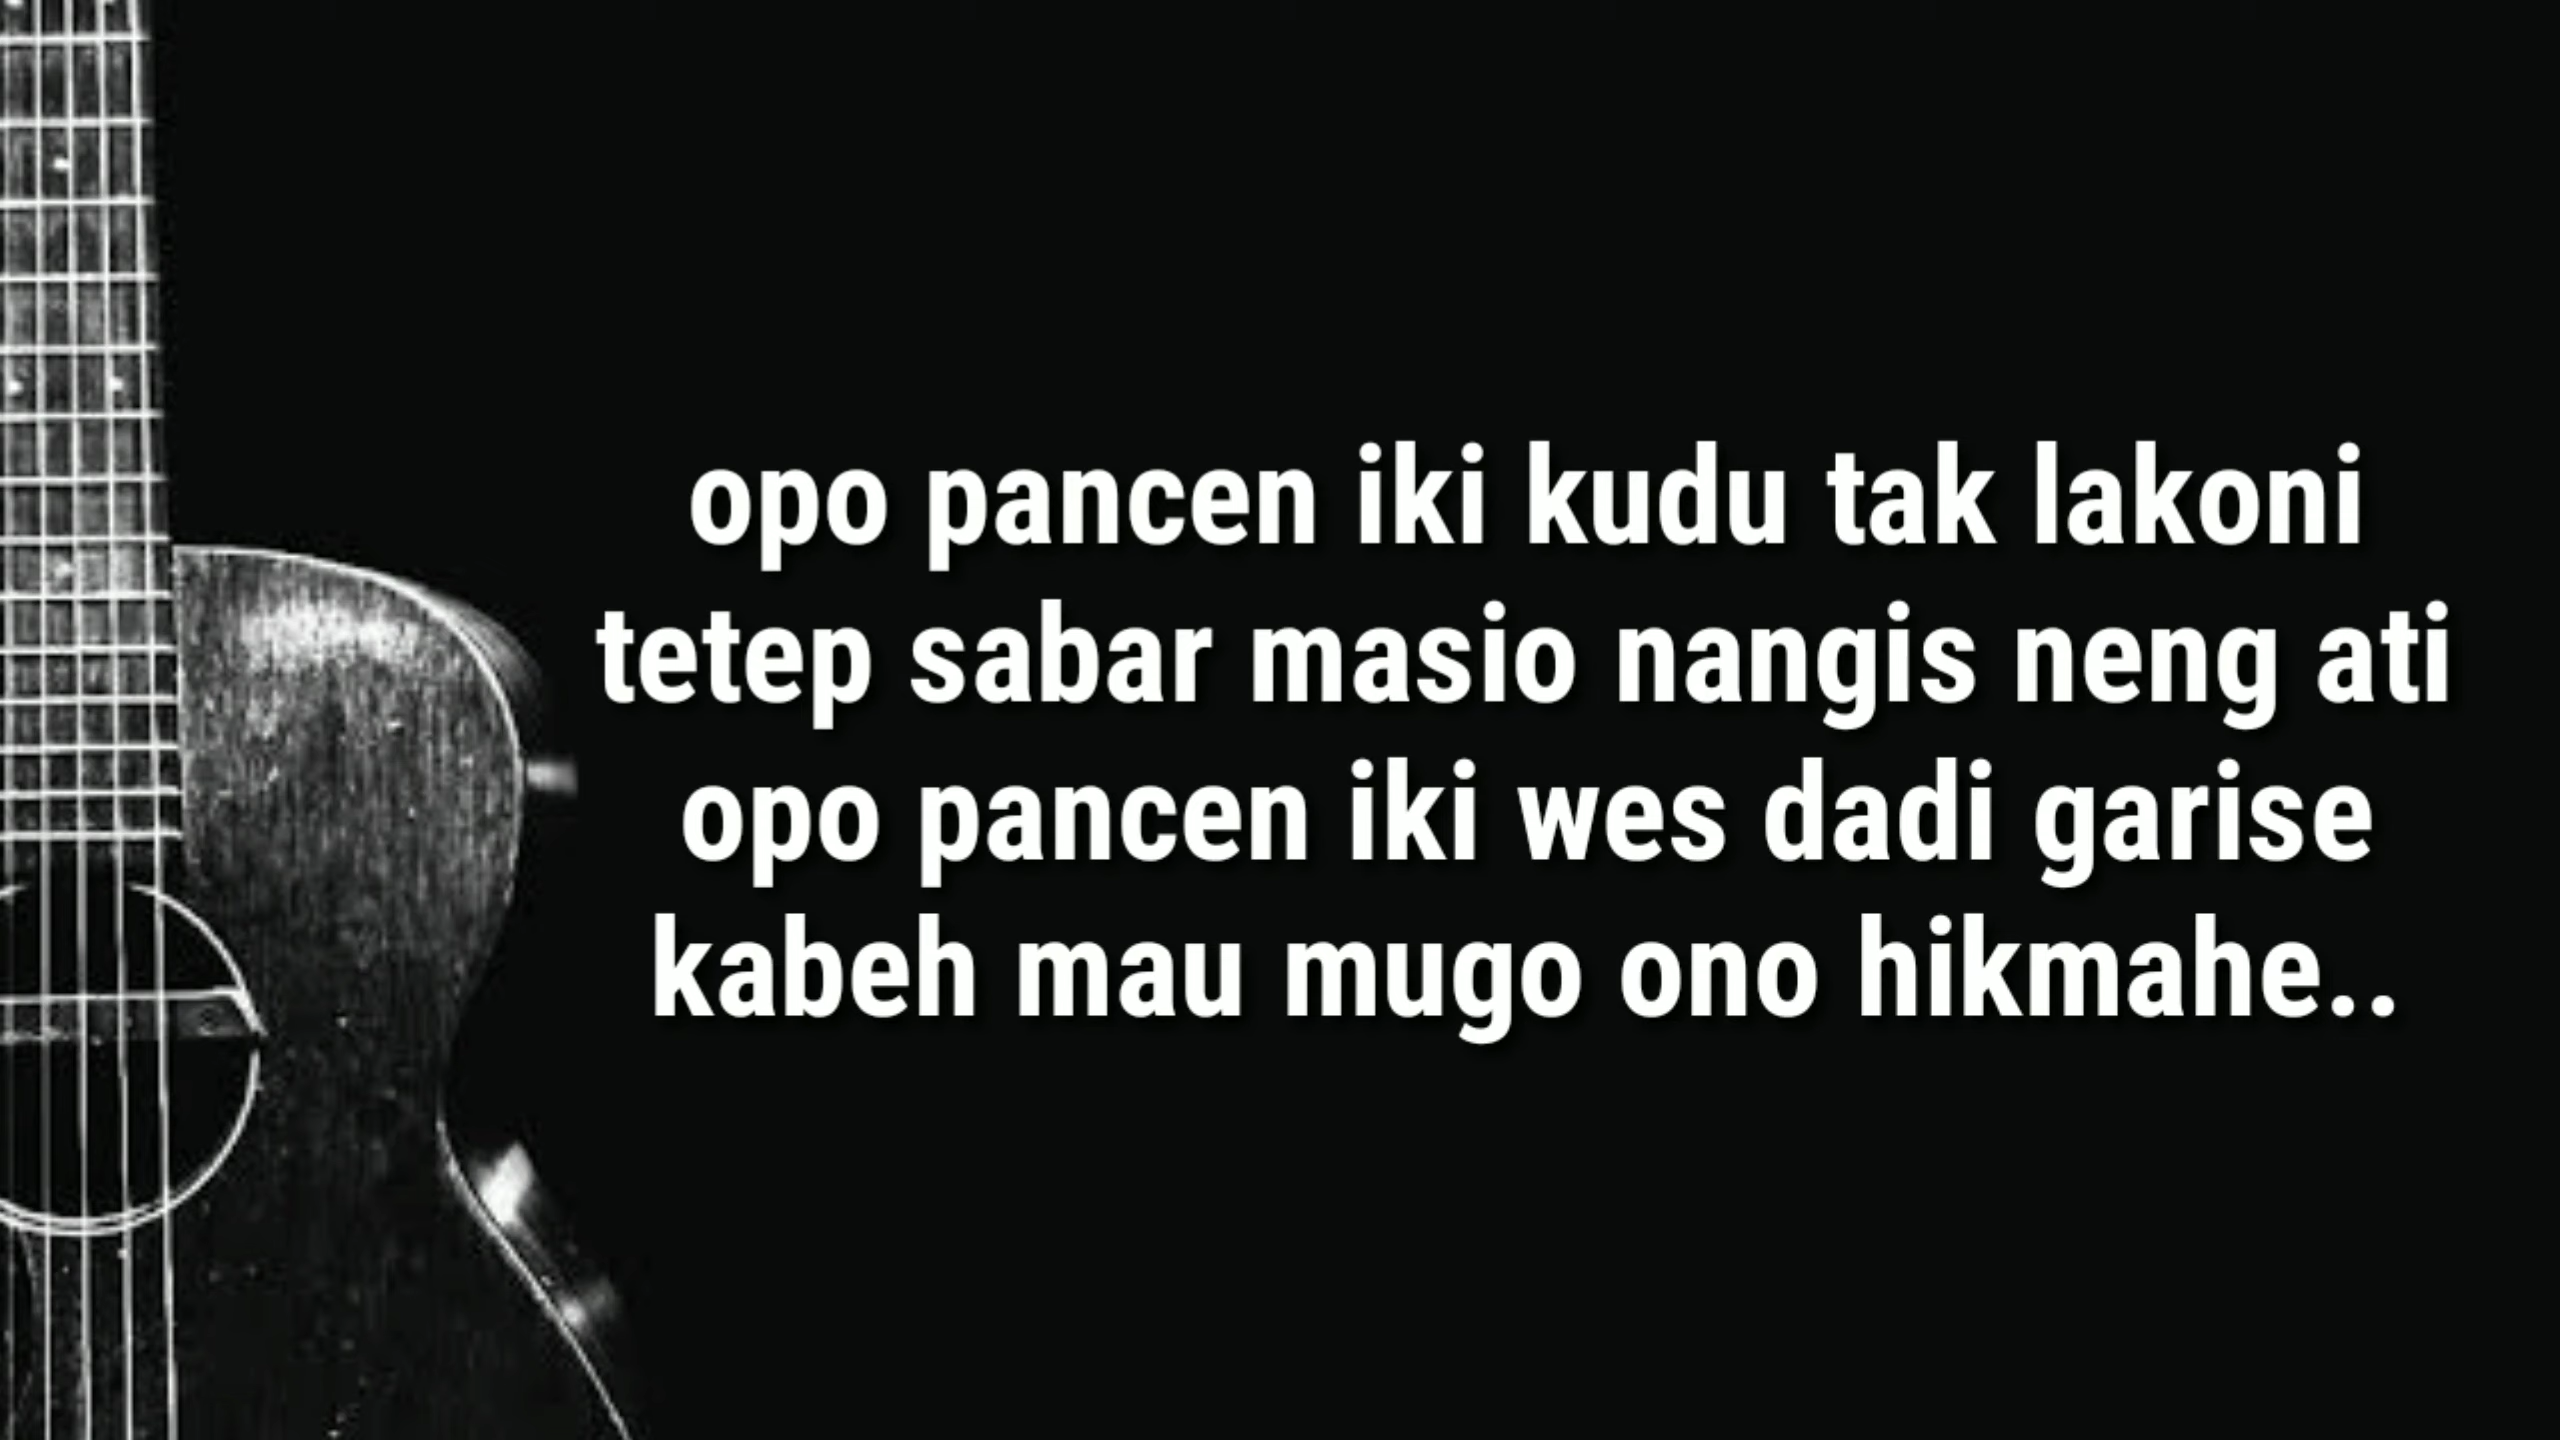 opo pancen iki kudu tak lakoni
tetep sabar masio nangis neng ati
opo pancen iki wes dadi garise
kabeh mau mugo ono hikmahe..